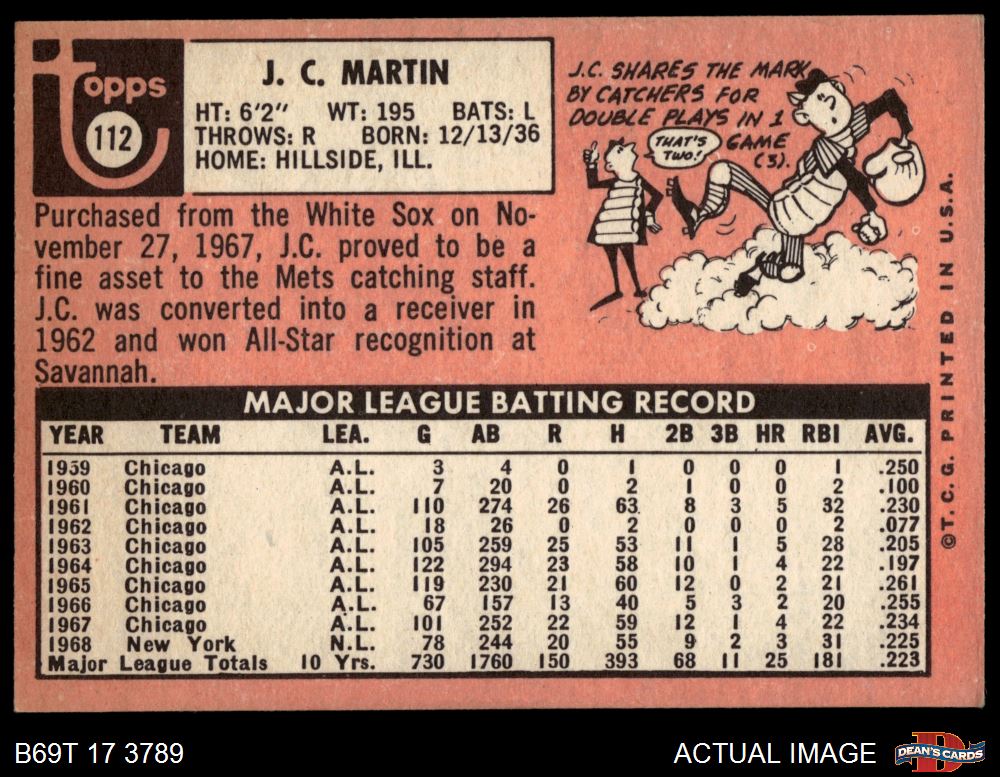 topps
112
J. C. MARTIN
HT: 6'2" WT: 195 BATS: L
THROWS: R BORN: 12/13/36
HOME: HILLSIDE, ILL.
Purchased from the White Sox on No-
vember 27, 1967, J.C. proved to be a
fine asset to the Mets catching staff.
J.C. was converted into a receiver in
1962 and won All-Star recognition at
Savannah.
J.C. SHARES THE MARK
BY CATCHERS FOR
DOUBLE PLAYS IN 1
GAME
(3).
THAT'S
TWO!
MAJOR LEAGUE BATTING RECORD
YEAR TEAM LEA. G AB R H 2B 3B HR RBI AVG.
1959 Chicago A.L. 3 4 0 1 0 0 0 1 .250
1960 Chicago A.L. 7 20 0 2 1 0 0 2 .100
1961 Chicago A.L. 110 274 26 63 8 3 5 32 .230
1962 Chicago A.L. 18 26 0 2 0 0 0 2 .077
1963 Chicago A.L. 105 259 25 53 11 1 5 28 .205
1964 Chicago A.L. 122 294 23 58 10 1 4 22 .197
1965 Chicago A.L. 119 230 21 60 12 0 2 21 .261
1966 Chicago A.L. 67 157 13 40 5 3 2 20 .255
1967 Chicago A.L. 101 252 22 59 12 1 4 22 .234
1968 New York N.L. 78 244 20 55 9 2 3 31 .225
Major League Totals 10 Yrs. 730 1760 150 393 68 11 25 181 .223
©T. C. G. PRINTED IN U.S.A.
B69T 17 3789
ACTUAL IMAGE
D
DEAN'S CARDS